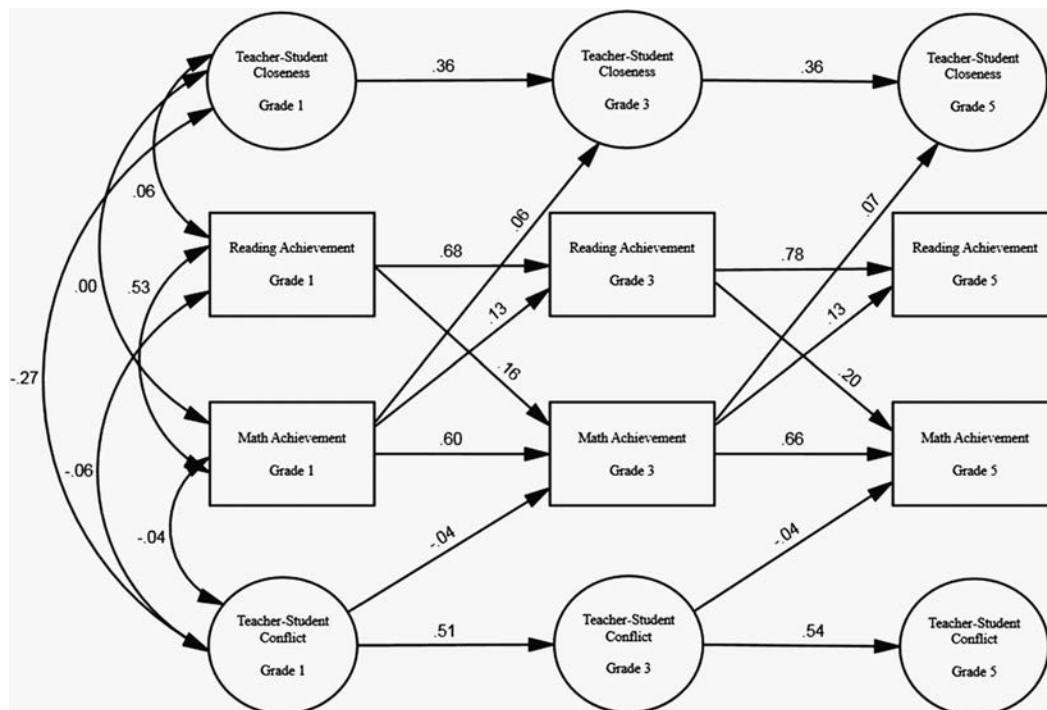 Teacher-Student
Closeness
Grade 1
.36
Teacher-Student
Closeness
Grade 3
.36
Teacher-Student
Closeness
Grade 5
.06
.06
.07
Reading Achievement
Grade 1
.68
Reading Achievement
Grade 3
.78
Reading Achievement
Grade 5
.00
.53
.13
.13
-.27
.16
.20
Math Achievement
Grade 1
.60
Math Achievement
Grade 3
.66
Math Achievement
Grade 5
-.06
-.04
-.04
-.04
Teacher-Student
Conflict
Grade 1
.51
Teacher-Student
Conflict
Grade 3
.54
Teacher-Student
Conflict
Grade 5